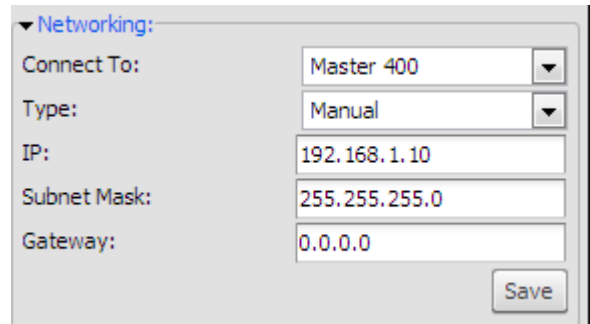 Networking:
Connect To: Master 400
Type: Manual
IP: 192.168.1.10
Subnet Mask: 255.255.255.0
Gateway: 0.0.0.0
Save